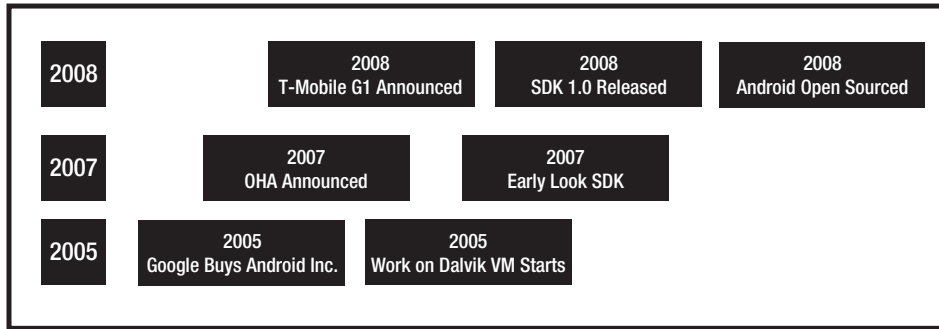 2008
2008
T-Mobile G1 Announced
2008
SDK 1.0 Released
2008
Android Open Sourced
2007
2007
OHA Announced
2007
Early Look SDK
2005
2005
Google Buys Android Inc.
2005
Work on Dalvik VM Starts